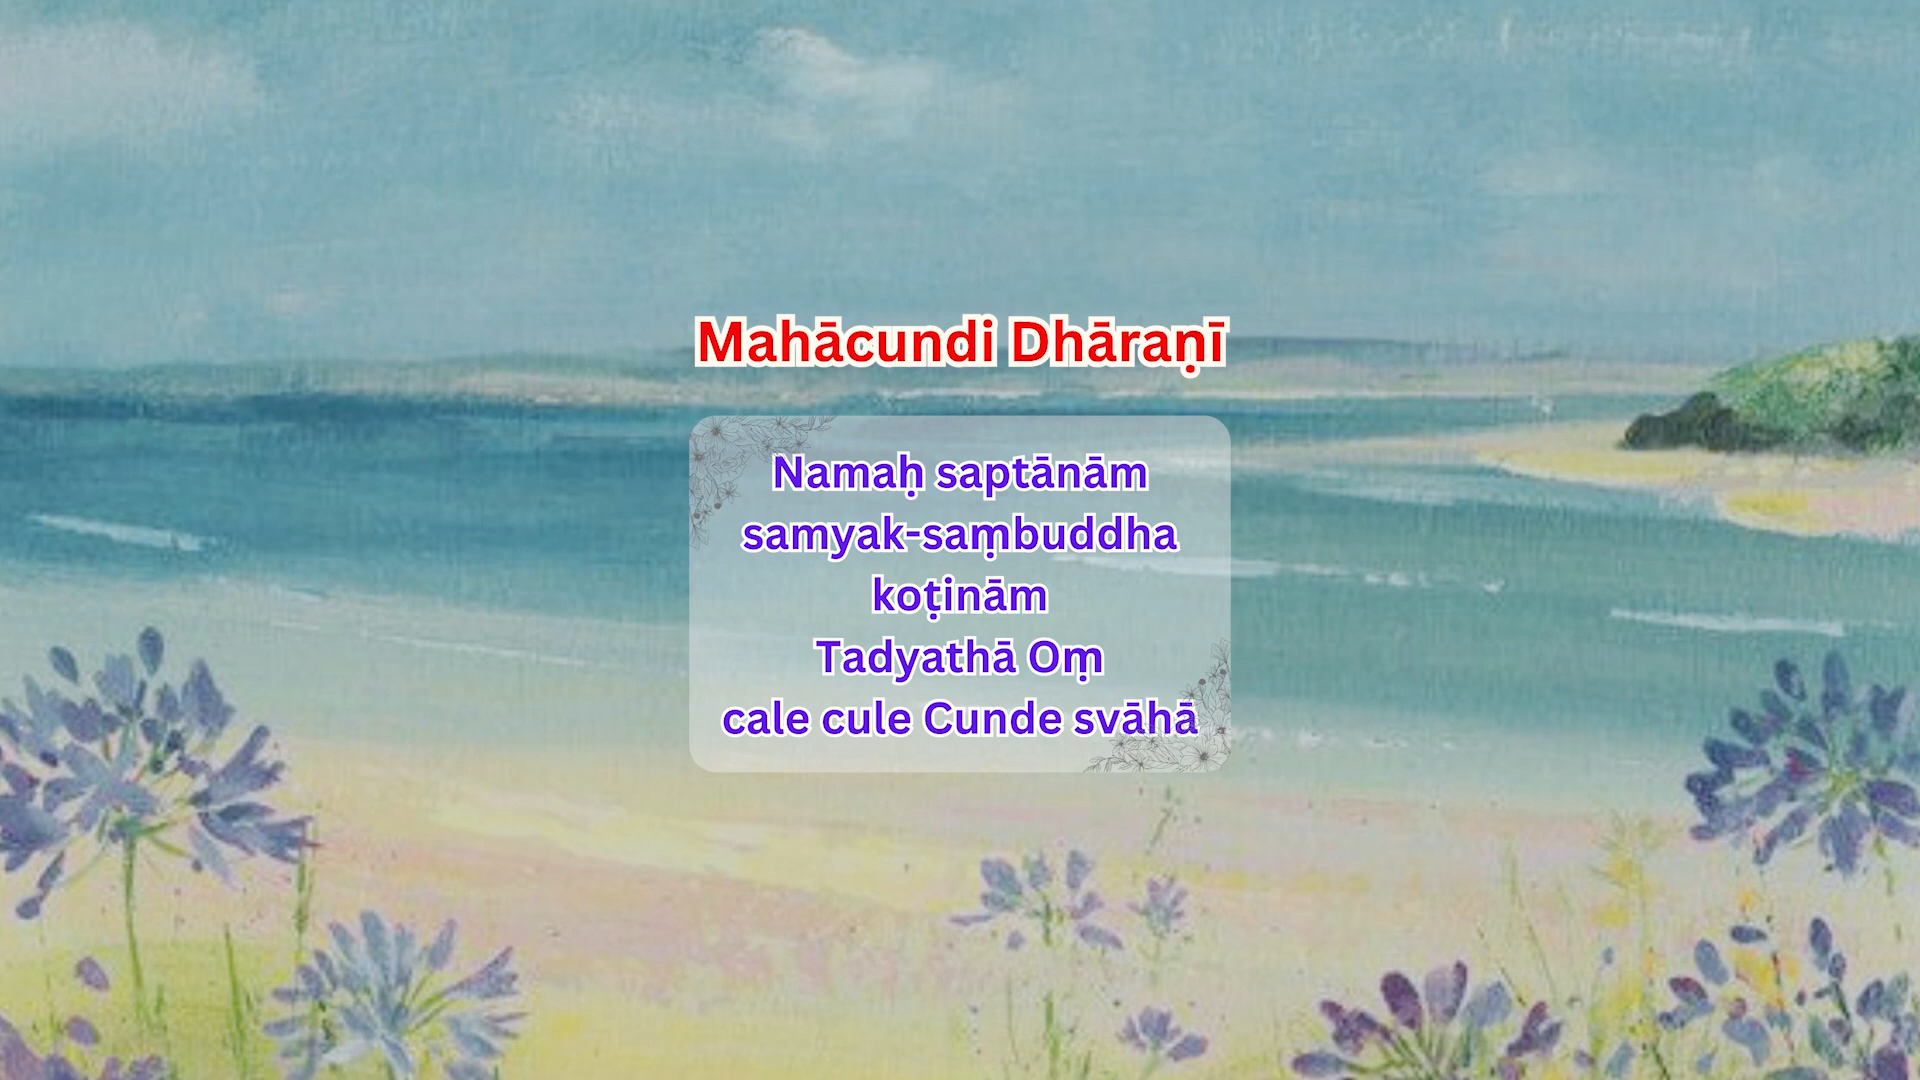 Mahācundi Dhāraṇī
Namaḥ saptānām
samyak-saṃbuddha
koṭinām
Tadyathā Oṃ
cale cule Cunde svāhā